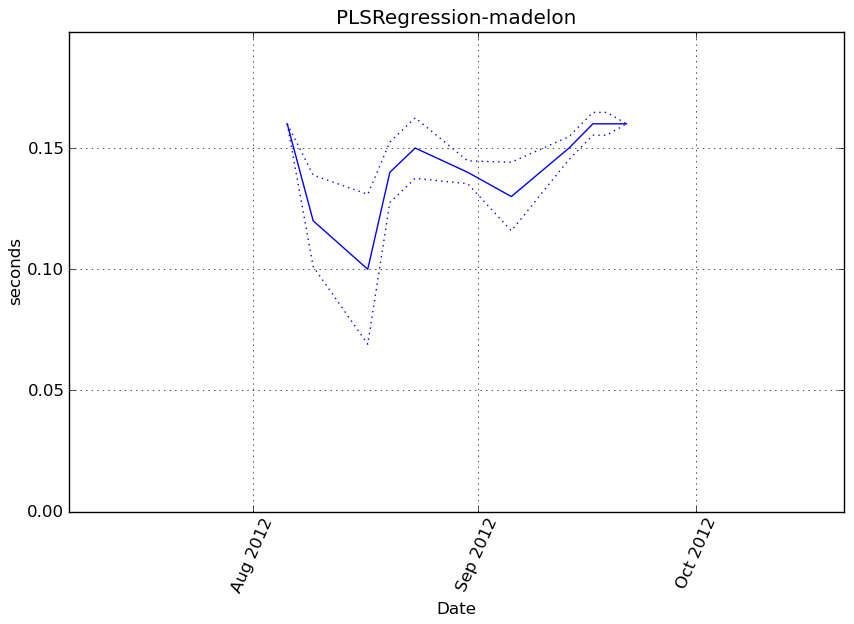 PLSRegression-madelon
0.15
0.10
0.05
0.00
seconds
Aug 2012
Sep 2012
Oct 2012
Date